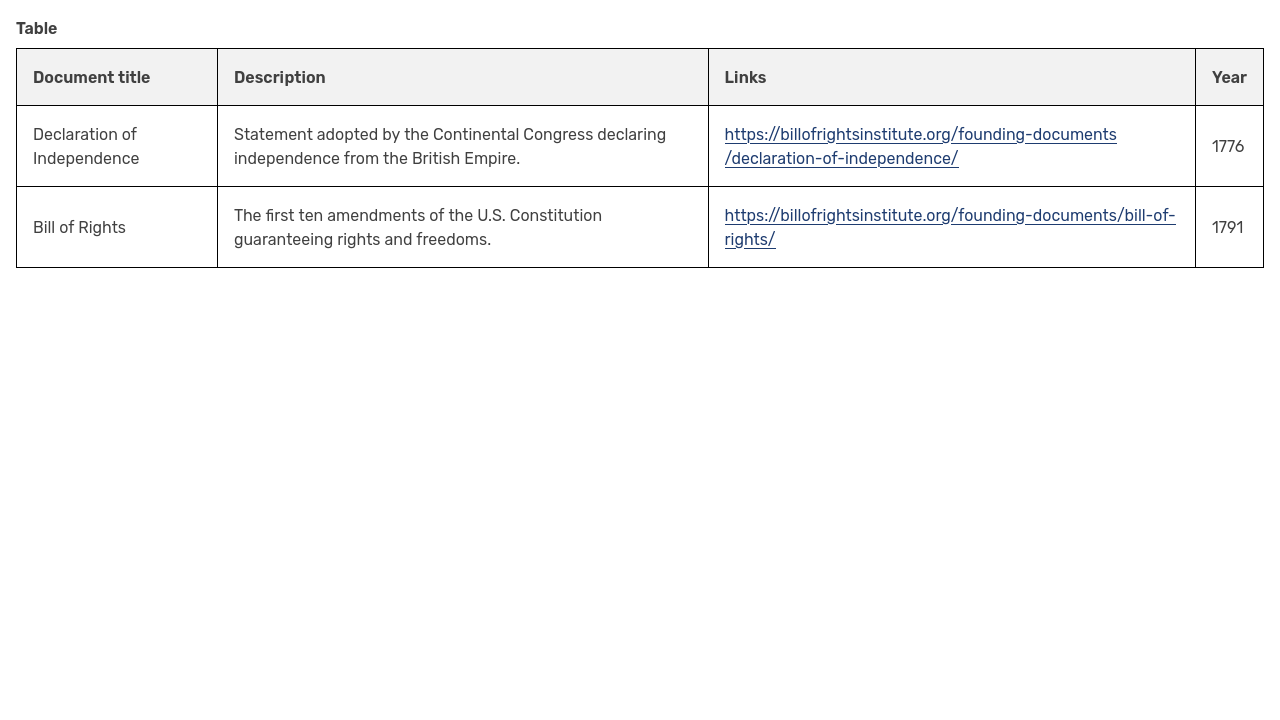 Table
Document title Description Links Year
Declaration of Independence
Statement adopted by the Continental Congress declaring
independence from the British Empire.
https://billofrightsinstitute.org/founding-documents
/declaration-of-independence/
1776
Bill of Rights
The first ten amendments of the U.S. Constitution
guaranteeing rights and freedoms.
https://billofrightsinstitute.org/founding-documents/bill-of-
rights/
1791